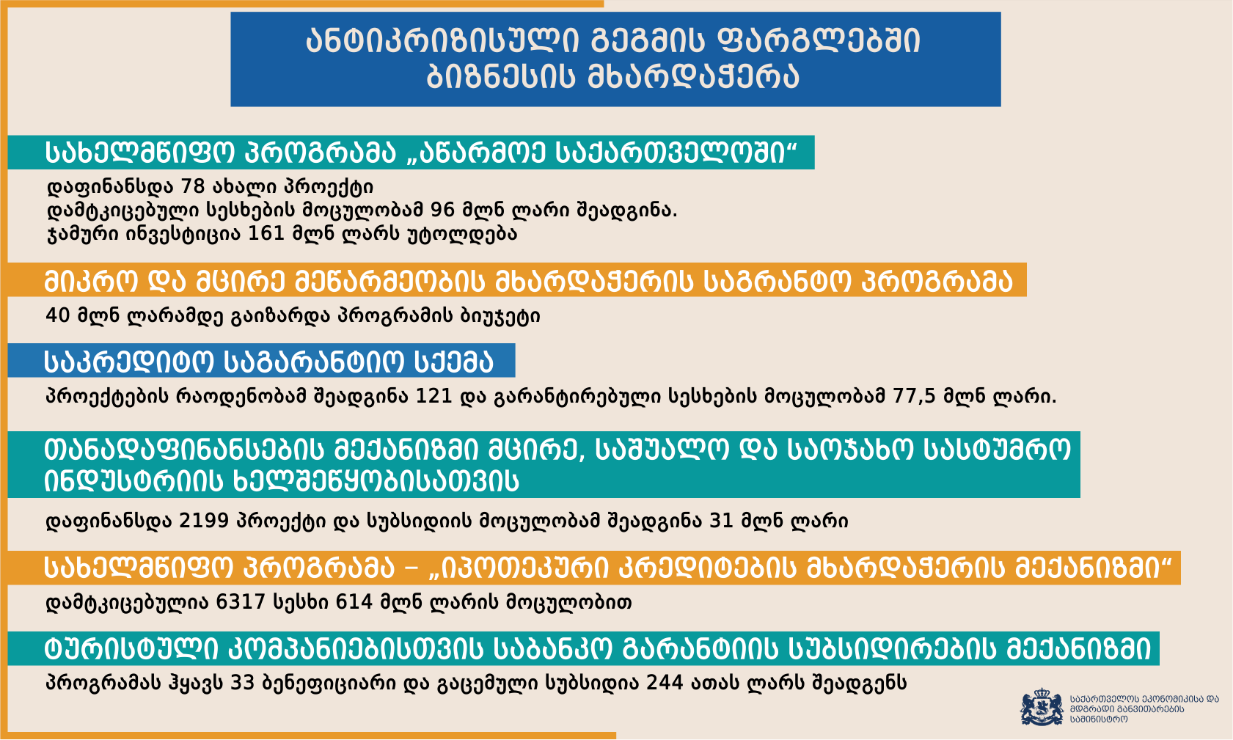 ანტიკრიზისული გეგმის ფარგლებში
ბიზნესის მხარდაჭერა
სახელმწიფო პროგრამა „აწარმოე საქართველოში“
დაფინანსდა 78 ახალი პროექტი
დამტკიცებული სესხების მოცულობამ 96 მლნ ლარი შეადგინა.
ჯამური ინვესტიცია 161 მლნ ლარს უტოლდება
მიკრო და მცირე მეწარმეობის მხარდაჭერის საგრანტო პროგრამა
40 მლნ ლარამდე გაიზარდა პროგრამის ბიუჯეტი
საკრედიტო საგარანტიო სქემა
პროექტების რაოდენობამ შეადგინა 121 და გარანტირებული სესხების მოცულობამ 77,5 მლნ ლარი.
თანადაფინანსების მექანიზმი მცირე, საშუალო და საოჯახო სასტუმრო
ინდუსტრიის ხელშეწყობისათვის
დაფინანსდა 2199 პროექტი და სუბსიდიის მოცულობამ შეადგინა 31 მლნ ლარი
სახელმწიფო პროგრამა – „იპოთეკური კრედიტების მხარდაჭერის მექანიზმი“
დამტკიცებულია 6317 სესხი 614 მლნ ლარის მოცულობით
ტურისტული კომპანიებისთვის საბანკო გარანტიის სუბსიდირების მექანიზმი
პროგრამას ჰყავს 33 ბენეფიციარი და გაცემული სუბსიდია 244 ათას ლარს შეადგენს
საქართველოს ეკონომიკისა და
მდგრადი განვითარების
სამინისტრო